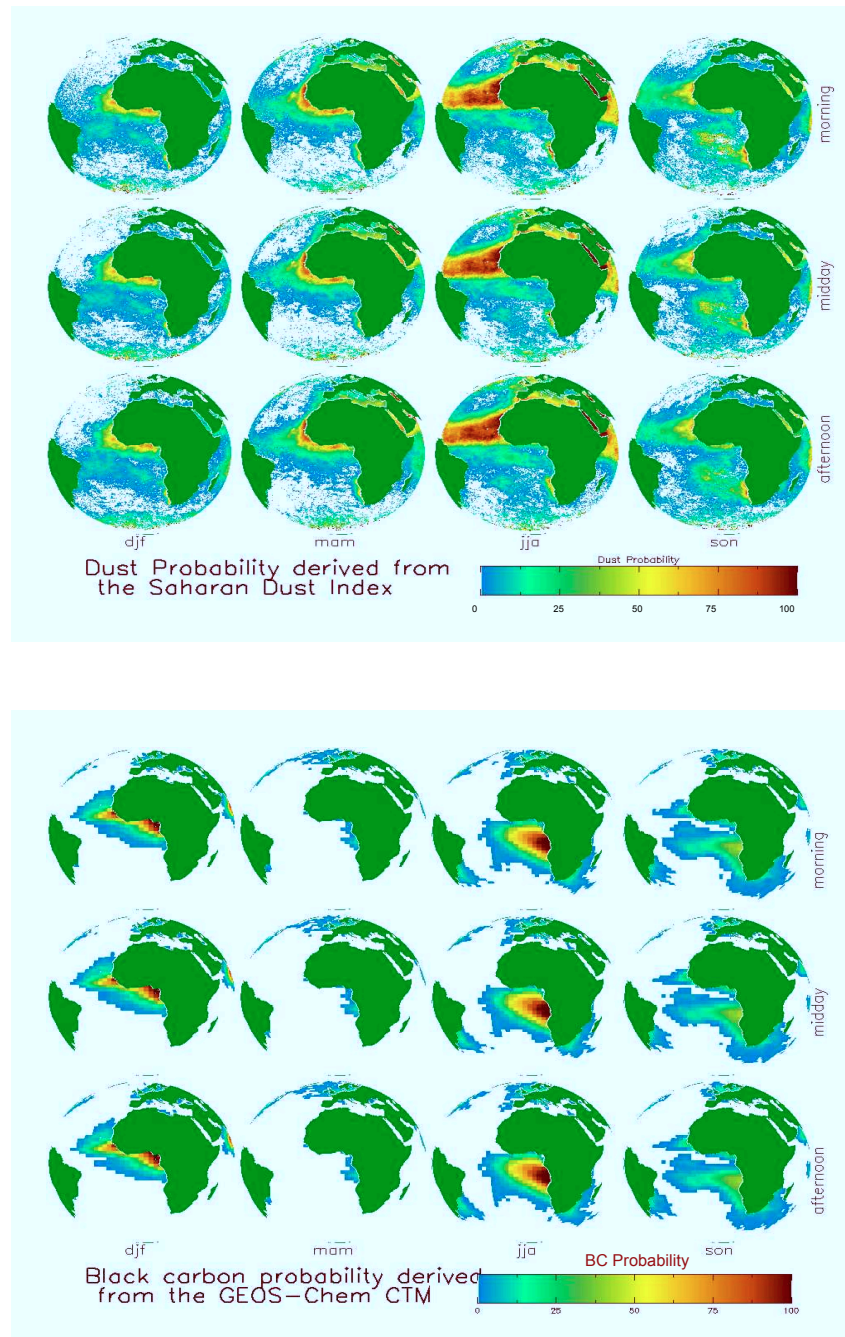 morning
midday
afternoon
djf mam jja son
Dust Probability derived from
the Saharan Dust Index
Dust Probability
0 25 50 75 100
morning
midday
afternoon
djf mam jja son
Black carbon probability derived
from the GEOS-Chem CTM
BC Probability
0 25 50 75 100